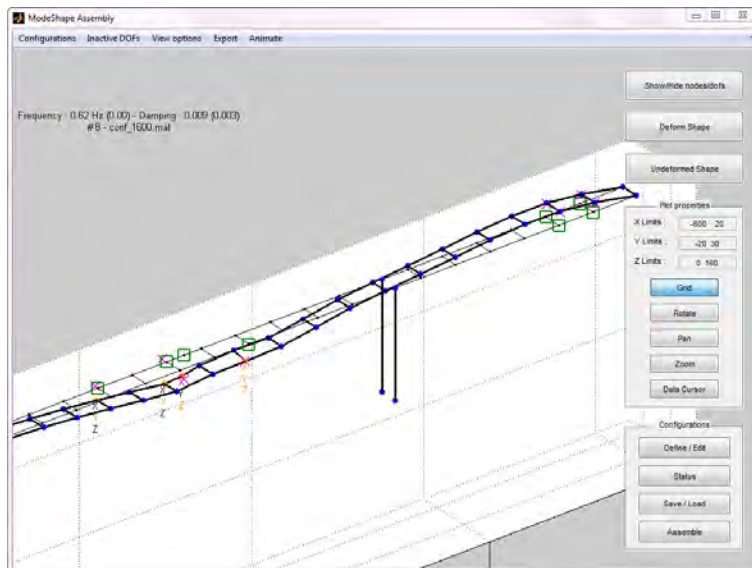 ModeShape Assembly
Configurations Inactive DOFs View options Export Animate
Frequency : 0.62 Hz (0.00) - Damping : 0.009 (0.003)
# 8 - conf_1600.mat
Show/hide nodes/dofs
Deform Shape
Undeformed Shape
Plot properties
X Limits : -600 20
Y Limits : -20 30
Z Limits : 0 160
Grid
Rotate
Pan
Zoom
Data Cursor
Configurations
Define / Edit
Status
Save / Load
Assemble
X
Z
X
Z
Z